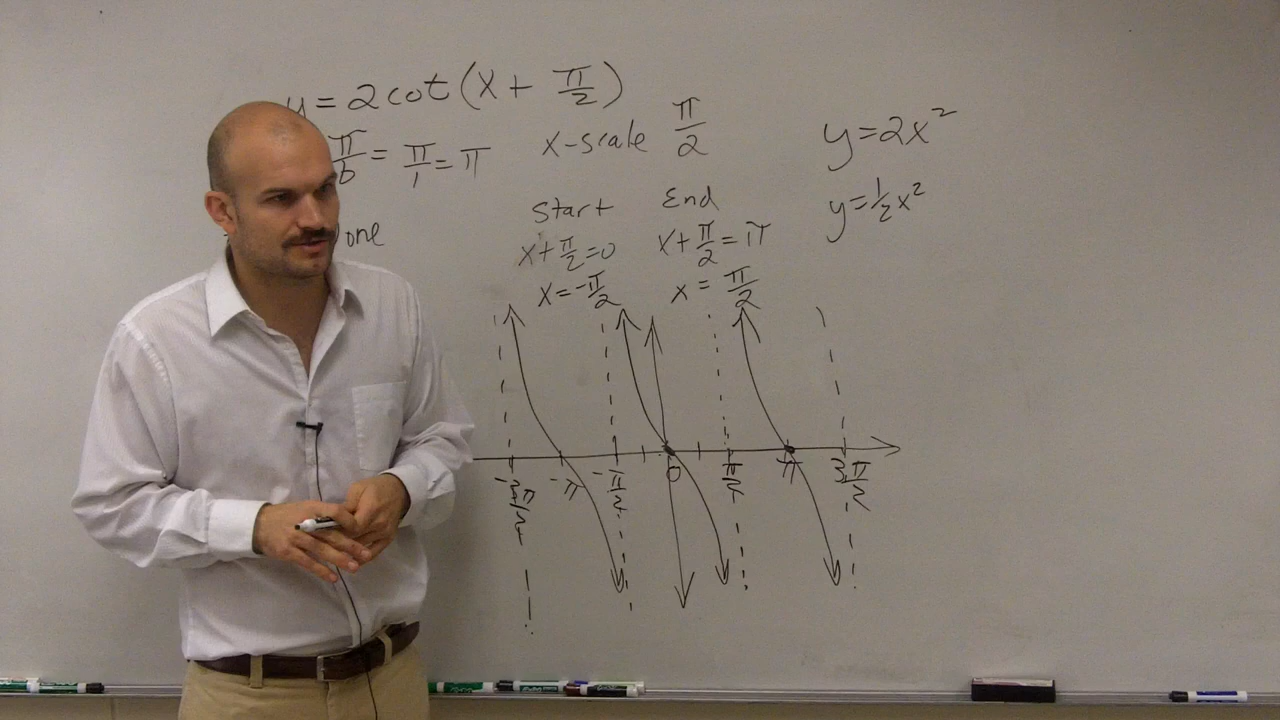 y = 2cot(x + π/2)
π/b = π/1 = π
x-scale π/2
y=2x²
y=½x²
one
Start
x+π/2=0
x=-π/2
End
x+π/2=π
x=π/2
-3π/2 -π -π/2 0 π/2 π 3π/2